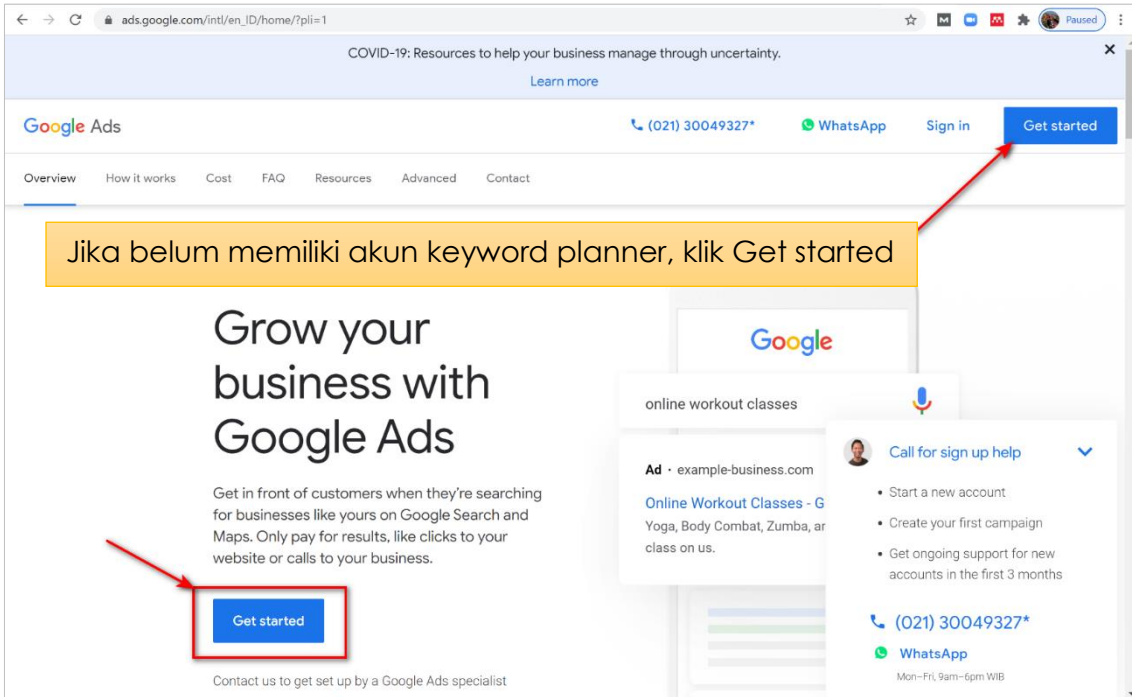 ads.google.com/intl/en_ID/home/?pli=1
Paused
COVID-19: Resources to help your business manage through uncertainty.
Learn more
Google Ads
(021) 30049327*
WhatsApp
Sign in
Get started
Overview
How it works
Cost
FAQ
Resources
Advanced
Contact
Jika belum memiliki akun keyword planner, klik Get started
Grow your
business with
Google Ads
Get in front of customers when they're searching
for businesses like yours on Google Search and
Maps. Only pay for results, like clicks to your
website or calls to your business.
Get started
Contact us to get set up by a Google Ads specialist
Google
online workout classes
Ad · example-business.com
Online Workout Classes - G
Yoga, Body Combat, Zumba, ar
class on us.
Call for sign up help
• Start a new account
• Create your first campaign
• Get ongoing support for new
accounts in the first 3 months
(021) 30049327*
WhatsApp
Mon–Fri, 9am–6pm WIB